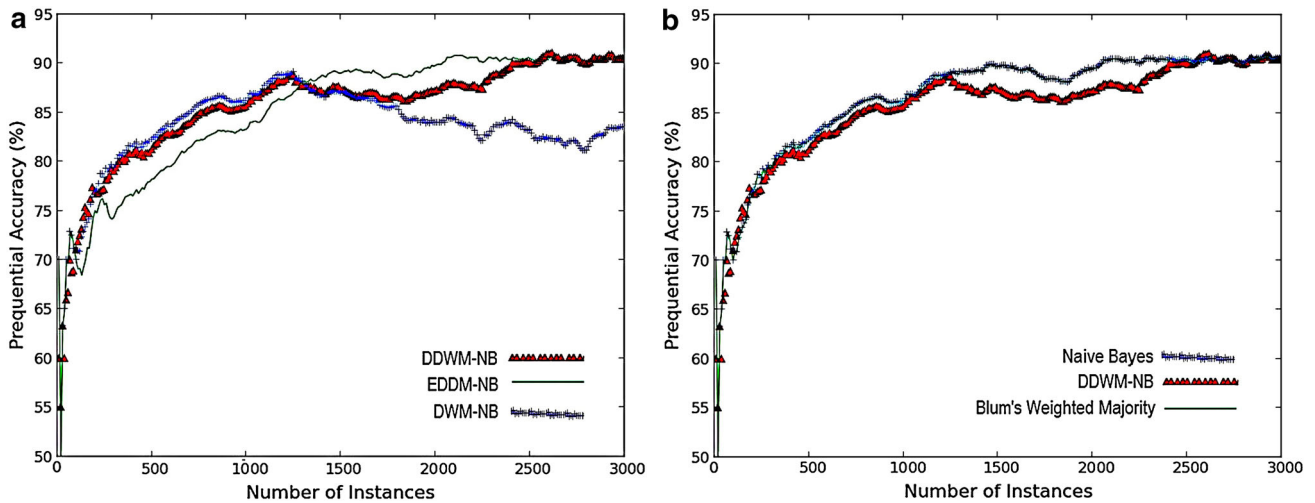 a
95
90
85
80
75
70
65
60
55
50
Prequential Accuracy (%)
DDWM-NB
EDDM-NB
DWM-NB
0
500
1000
1500
2000
2500
3000
Number of Instances
b
95
90
85
80
75
70
65
60
55
50
Prequential Accuracy (%)
Naive Bayes
DDWM-NB
Blum's Weighted Majority
0
500
1000
1500
2000
2500
3000
Number of Instances